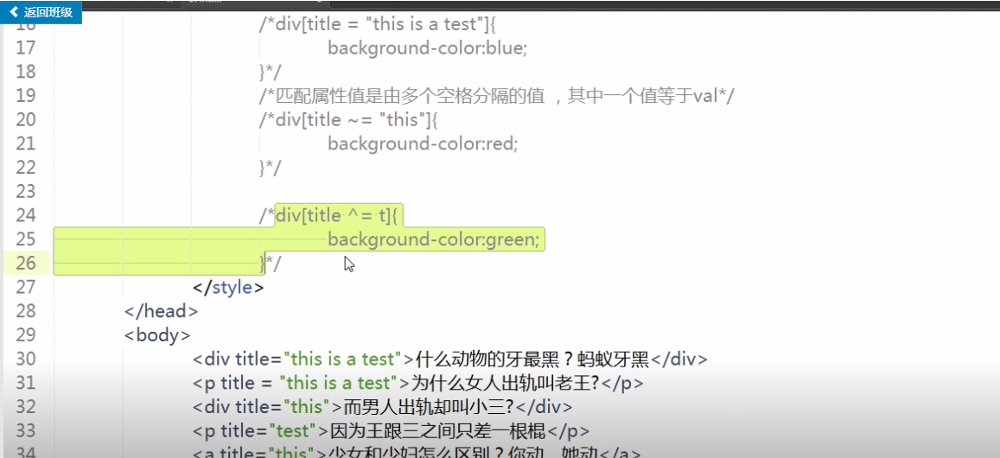 返回班级
16 /*div[title = "this is a test"]{
17 background-color:blue;
18 }*/
19 /*匹配属性值是由多个空格分隔的值 ，其中一个值等于val*/
20 /*div[title ~= "this"]{
21 background-color:red;
22 }*/
23
24 /*div[title ^= t]{
25 background-color:green;
26 }*/
27 </style>
28 </head>
29 <body>
30 <div title="this is a test">什么动物的牙最黑？蚂蚁牙黑</div>
31 <p title = "this is a test">为什么女人出轨叫老王?</p>
32 <div title="this">而男人出轨却叫小三?</div>
33 <p title="test">因为王跟三之间只差一根棍</p>
34 <a title="this">少女和少妇怎么区别？你动，她动</a>